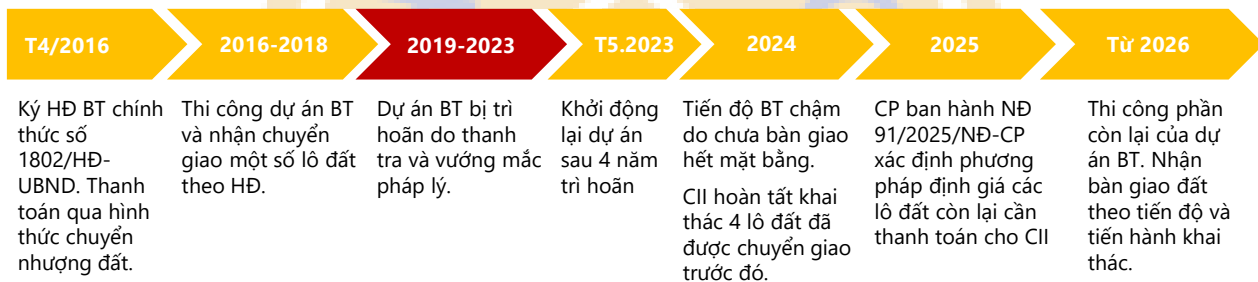 T4/2016
2016-2018
2019-2023
T5.2023
2024
2025
Từ 2026
Ký HĐ BT chính
thức số
1802/HĐ-
UBND. Thanh
toán qua hình
thức chuyển
nhượng đất.
Thi công dự án BT
và nhận chuyển
giao một số lô đất
theo HĐ.
Dự án BT bị trì
hoãn do thanh
tra và vướng mắc
pháp lý.
Khởi động
lại dự án
sau 4 năm
trì hoãn
Tiến độ BT chậm
do chưa bàn giao
hết mặt bằng.
CII hoàn tất khai
thác 4 lô đất đã
được chuyển giao
trước đó.
CP ban hành NĐ
91/2025/NĐ-CP
xác định phương
pháp định giá các
lô đất còn lại cần
thanh toán cho CII
Thi công phần
còn lại của dự
án BT. Nhận
bàn giao đất
theo tiến độ và
tiến hành khai
thác.